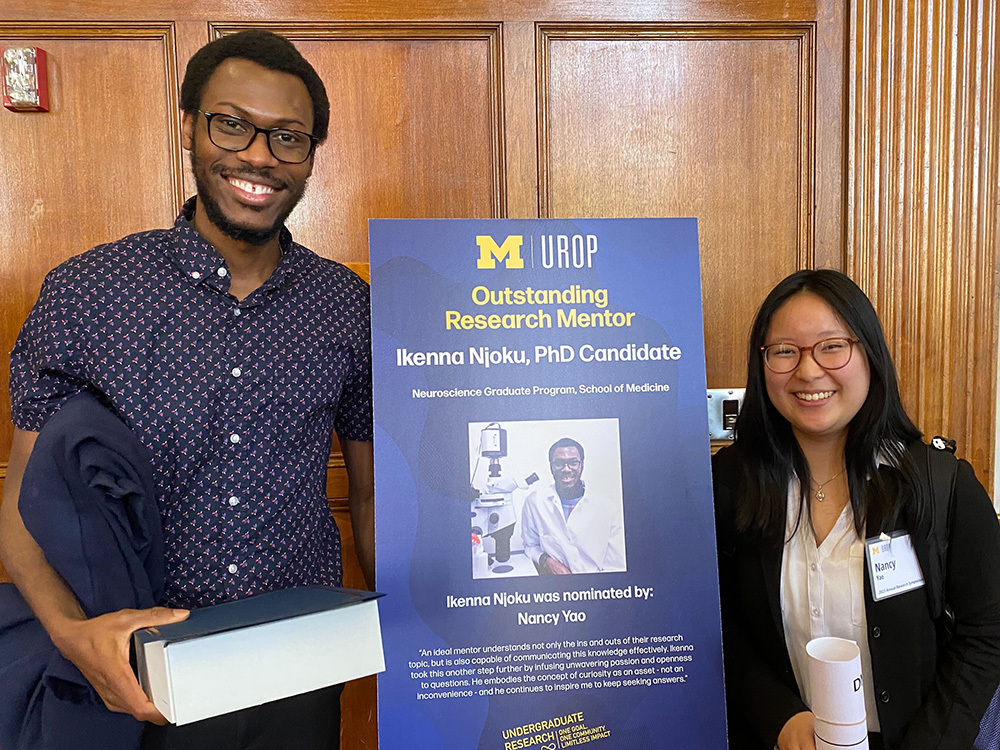 M | UROP
Outstanding
Research Mentor
Ikenna Njoku, PhD Candidate
Neuroscience Graduate Program, School of Medicine
Ikenna Njoku was nominated by:
Nancy Yao
"An ideal mentor understands not only the ins and outs of their research
topic, but is also capable of communicating this knowledge effectively. Ikenna
took this another step further by infusing unwavering passion and openness
to questions. He embodies the concept of curiosity as an asset - not an
inconvenience - and he continues to inspire me to keep seeking answers."
UNDERGRADUATE
RESEARCH
ONE GOAL.
ONE COMMUNITY.
LIMITLESS IMPACT
M UROP
Nancy
Yao
D